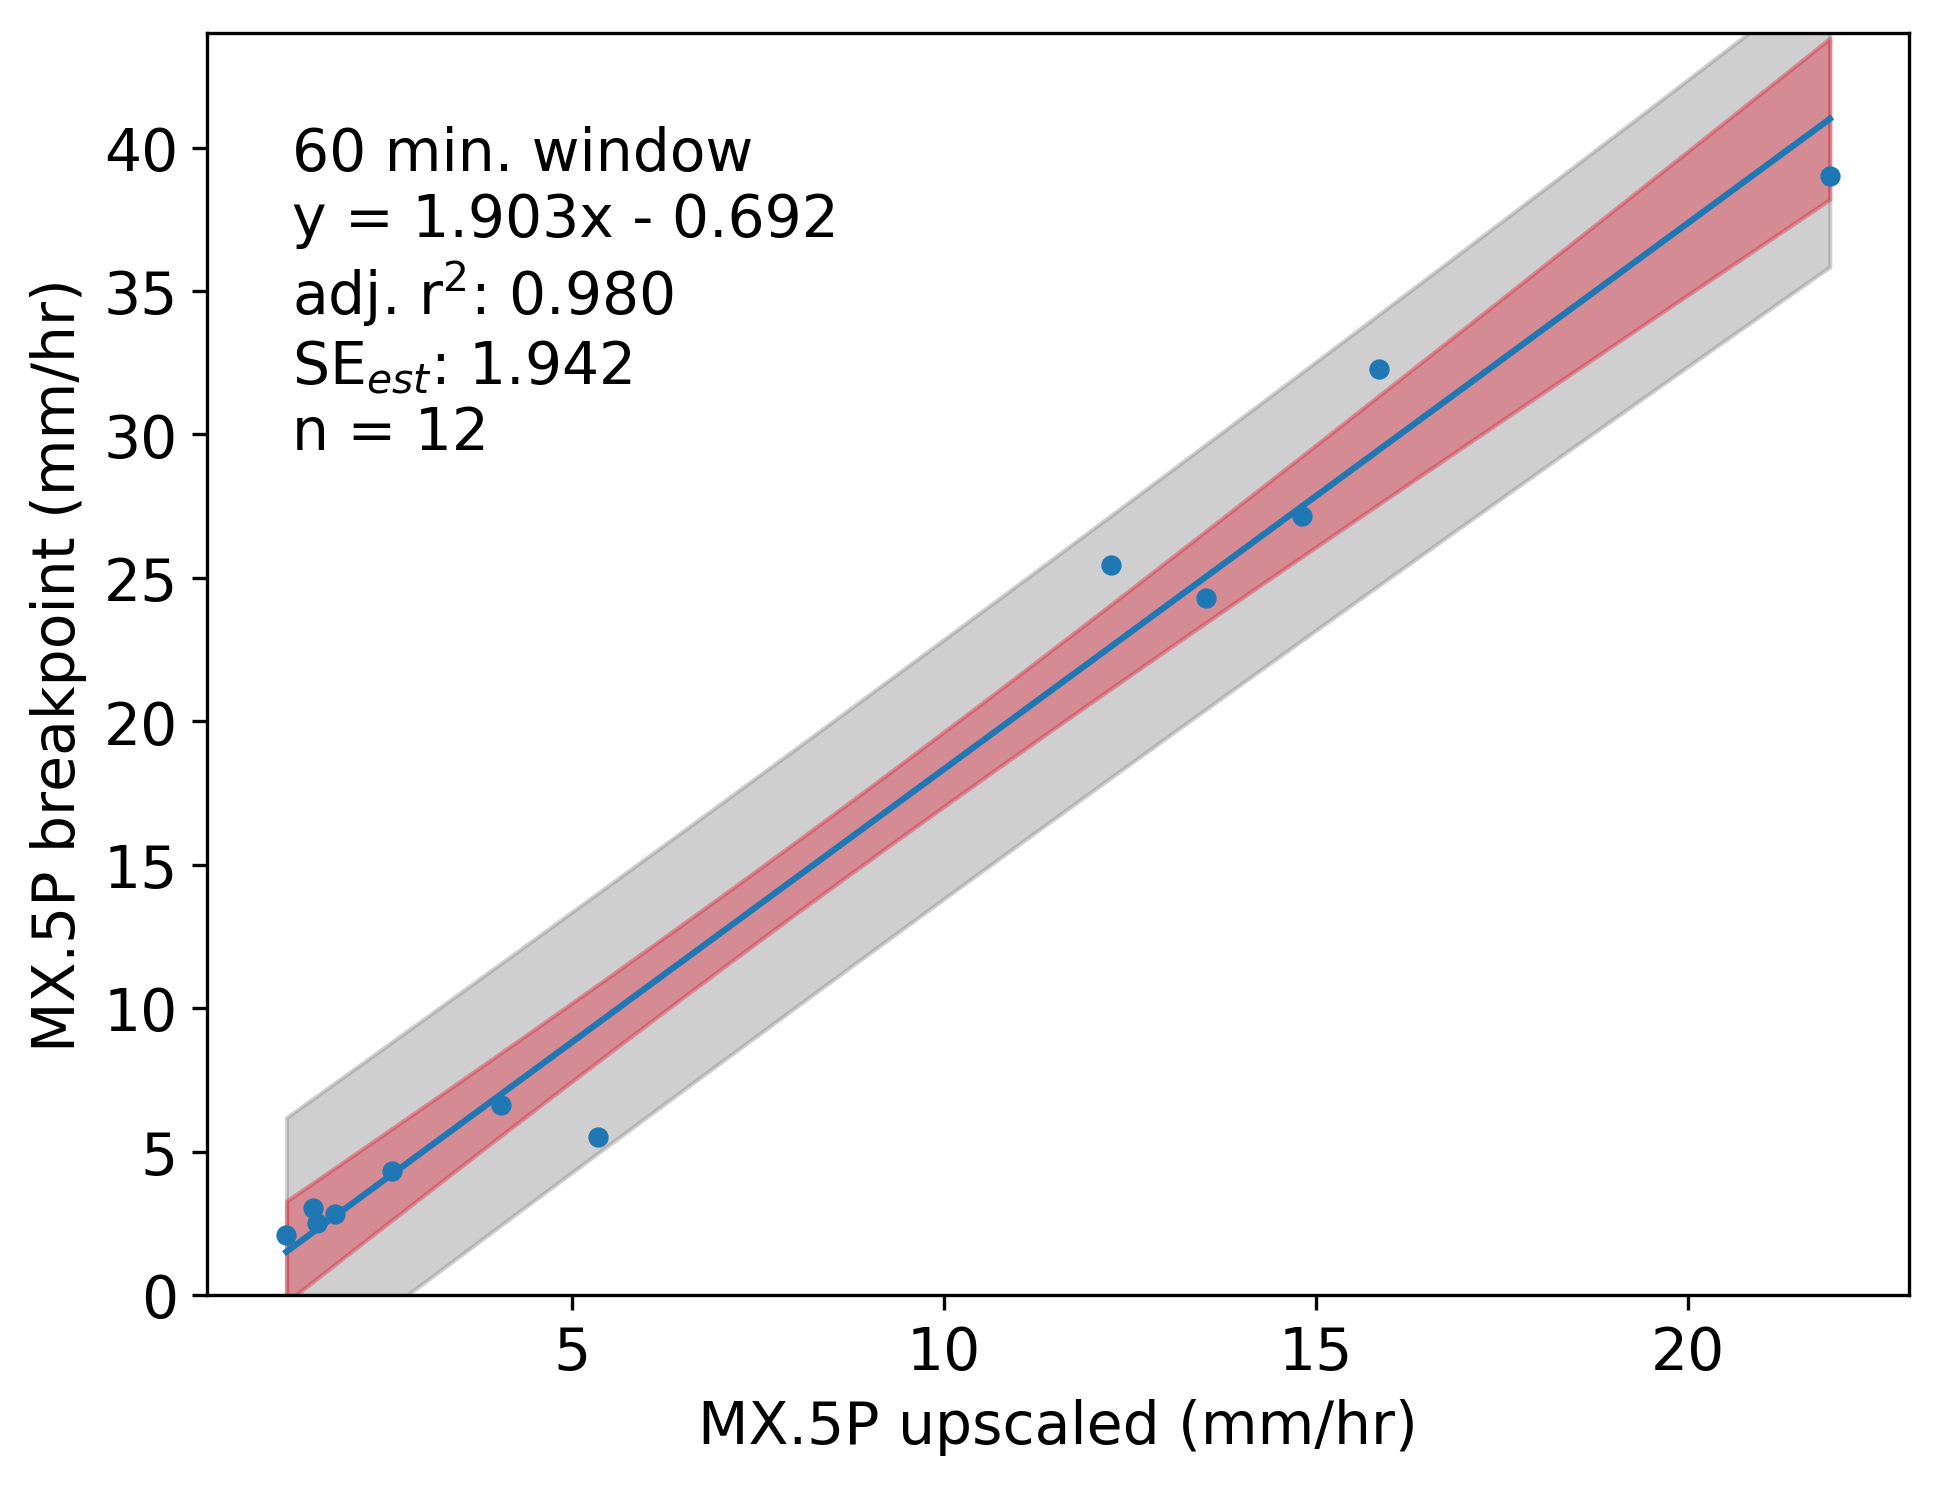 60 min. window
y = 1.903x - 0.692
adj. r²: 0.980
SE_est: 1.942
n = 12
MX.5P breakpoint (mm/hr)
40
35
30
25
20
15
10
5
0
5 10 15 20
MX.5P upscaled (mm/hr)